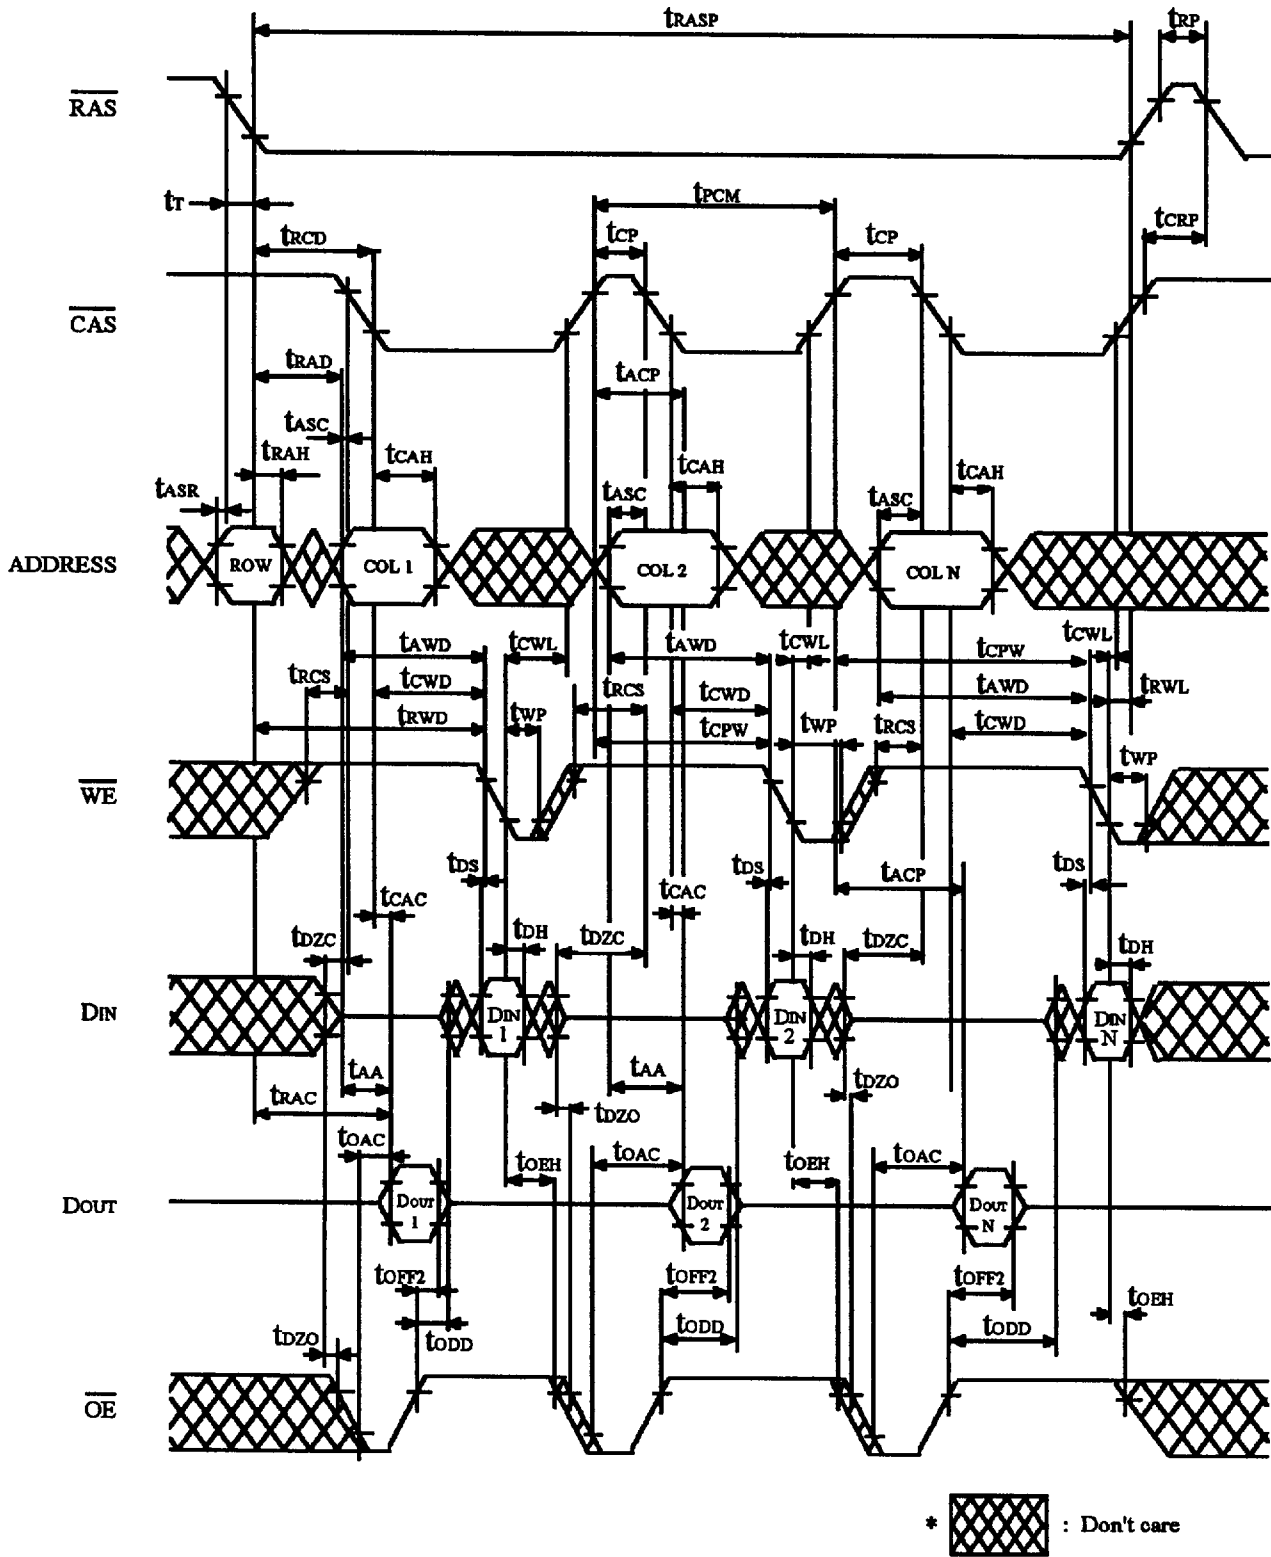 tRASP tRP
RAS
tT tPCM
tRCD tCP tCP tCRP
CAS
tRAD tACP
tASC
tRAH tCAH tCAH tCAH
tASR tASC tASC
ADDRESS ROW COL 1 COL 2 COL N
tAWD tCWL tAWD tCWL tCPW tCWL
tRCS tCWD tRCS tCWD tAWD tRWL
tRWD tWP tCPW tWP tRCS tCWD tWP
WE
tDS tCAC tDS tACP tDS
tCAC
tDZC tDH tDZC tDH tDZC tDH
DIN DIN 1 DIN 2 DIN N
tAA tAA tDZO
tRAC tDZO
tOAC tOEH tOAC tOEH tOAC
DOUT DOUT 1 DOUT 2 DOUT N
tOFF2 tOFF2 tOFF2 tOEH
tDZO tODD tODD tODD
OE
* : Don't care